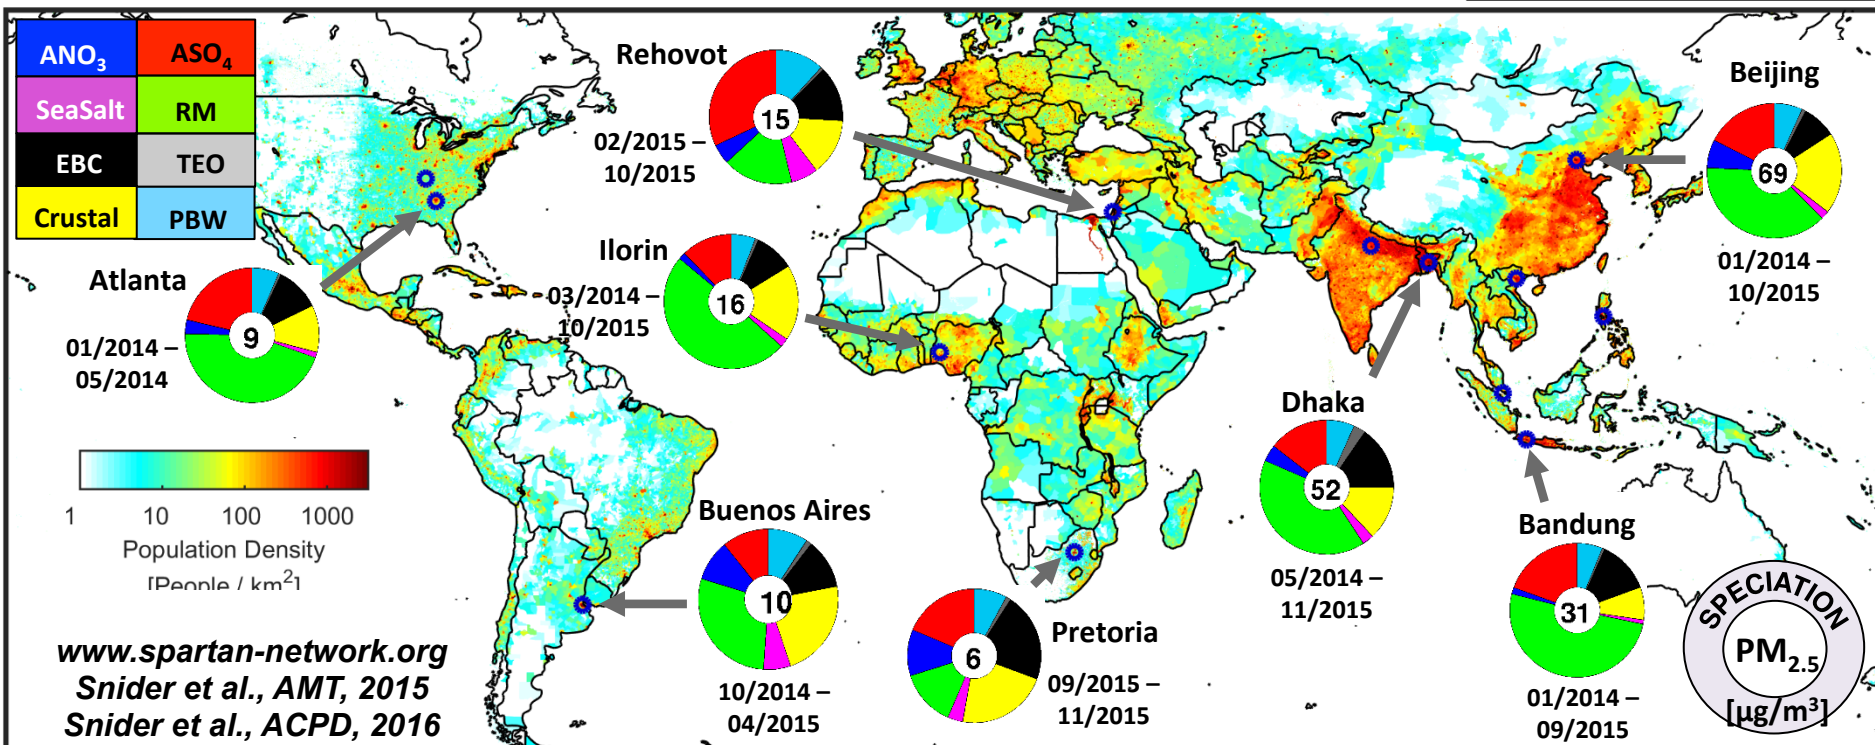 ANO3 ASO4
SeaSalt RM
EBC TEO
Crustal PBW
Rehovot
15
02/2015 –
10/2015
Beijing
69
01/2014 –
10/2015
Ilorin
16
03/2014 –
10/2015
Atlanta
9
01/2014 –
05/2014
Dhaka
52
05/2014 –
11/2015
1 10 100 1000
Population Density
[People / km2]
Buenos Aires
10
10/2014 –
04/2015
Pretoria
6
09/2015 –
11/2015
Bandung
31
01/2014 –
09/2015
SPECIATION
PM2.5
[μg/m3]
www.spartan-network.org
Snider et al., AMT, 2015
Snider et al., ACPD, 2016